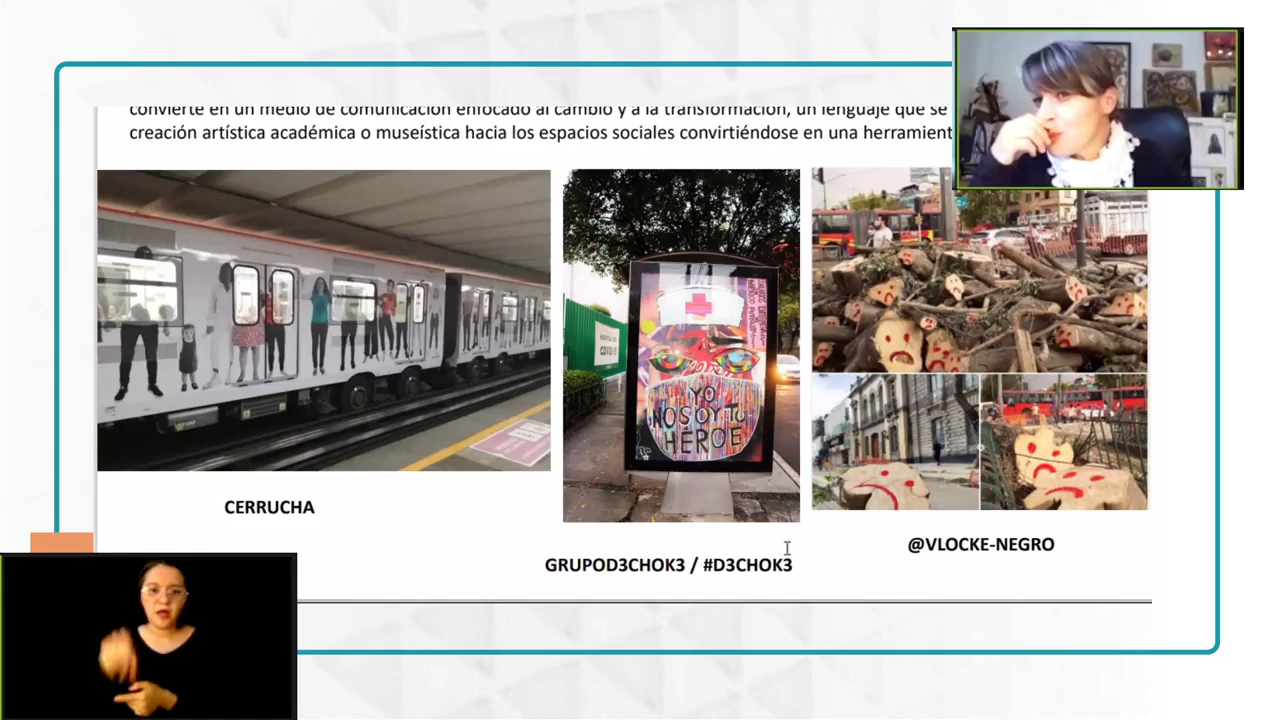 convierte en un medio de comunicación enfocado al cambio y a la transformación, un lenguaje que se
creación artística académica o museística hacia los espacios sociales convirtiéndose en una herramient
YO
NO SOY TU
HÉROE
CERRUCHA
GRUPOD3CHOK3 / #D3CHOK3
@VLOCKE-NEGRO